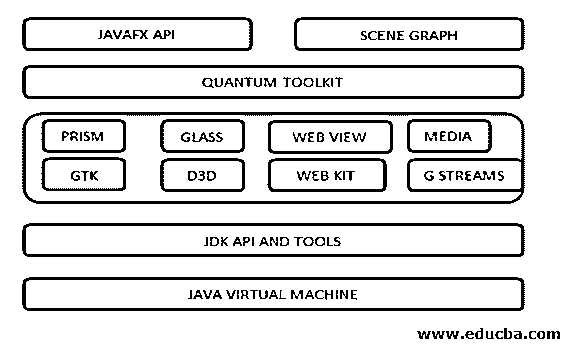 JAVAFX API
SCENE GRAPH
QUANTUM TOOLKIT
PRISM
GLASS
WEB VIEW
MEDIA
GTK
D3D
WEB KIT
G STREAMS
JDK API AND TOOLS
JAVA VIRTUAL MACHINE
www.educba.com